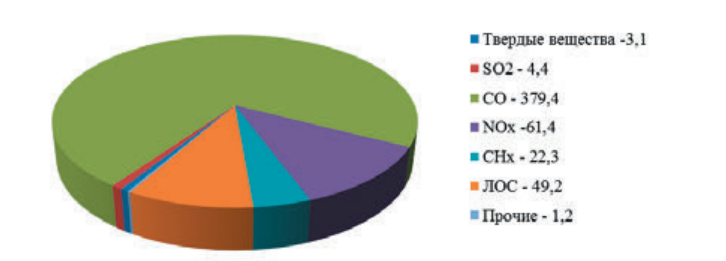 Твердые вещества -3,1
SO2 - 4,4
CO - 379,4
NOx -61,4
CHx - 22,3
ЛОС - 49,2
Прочие - 1,2